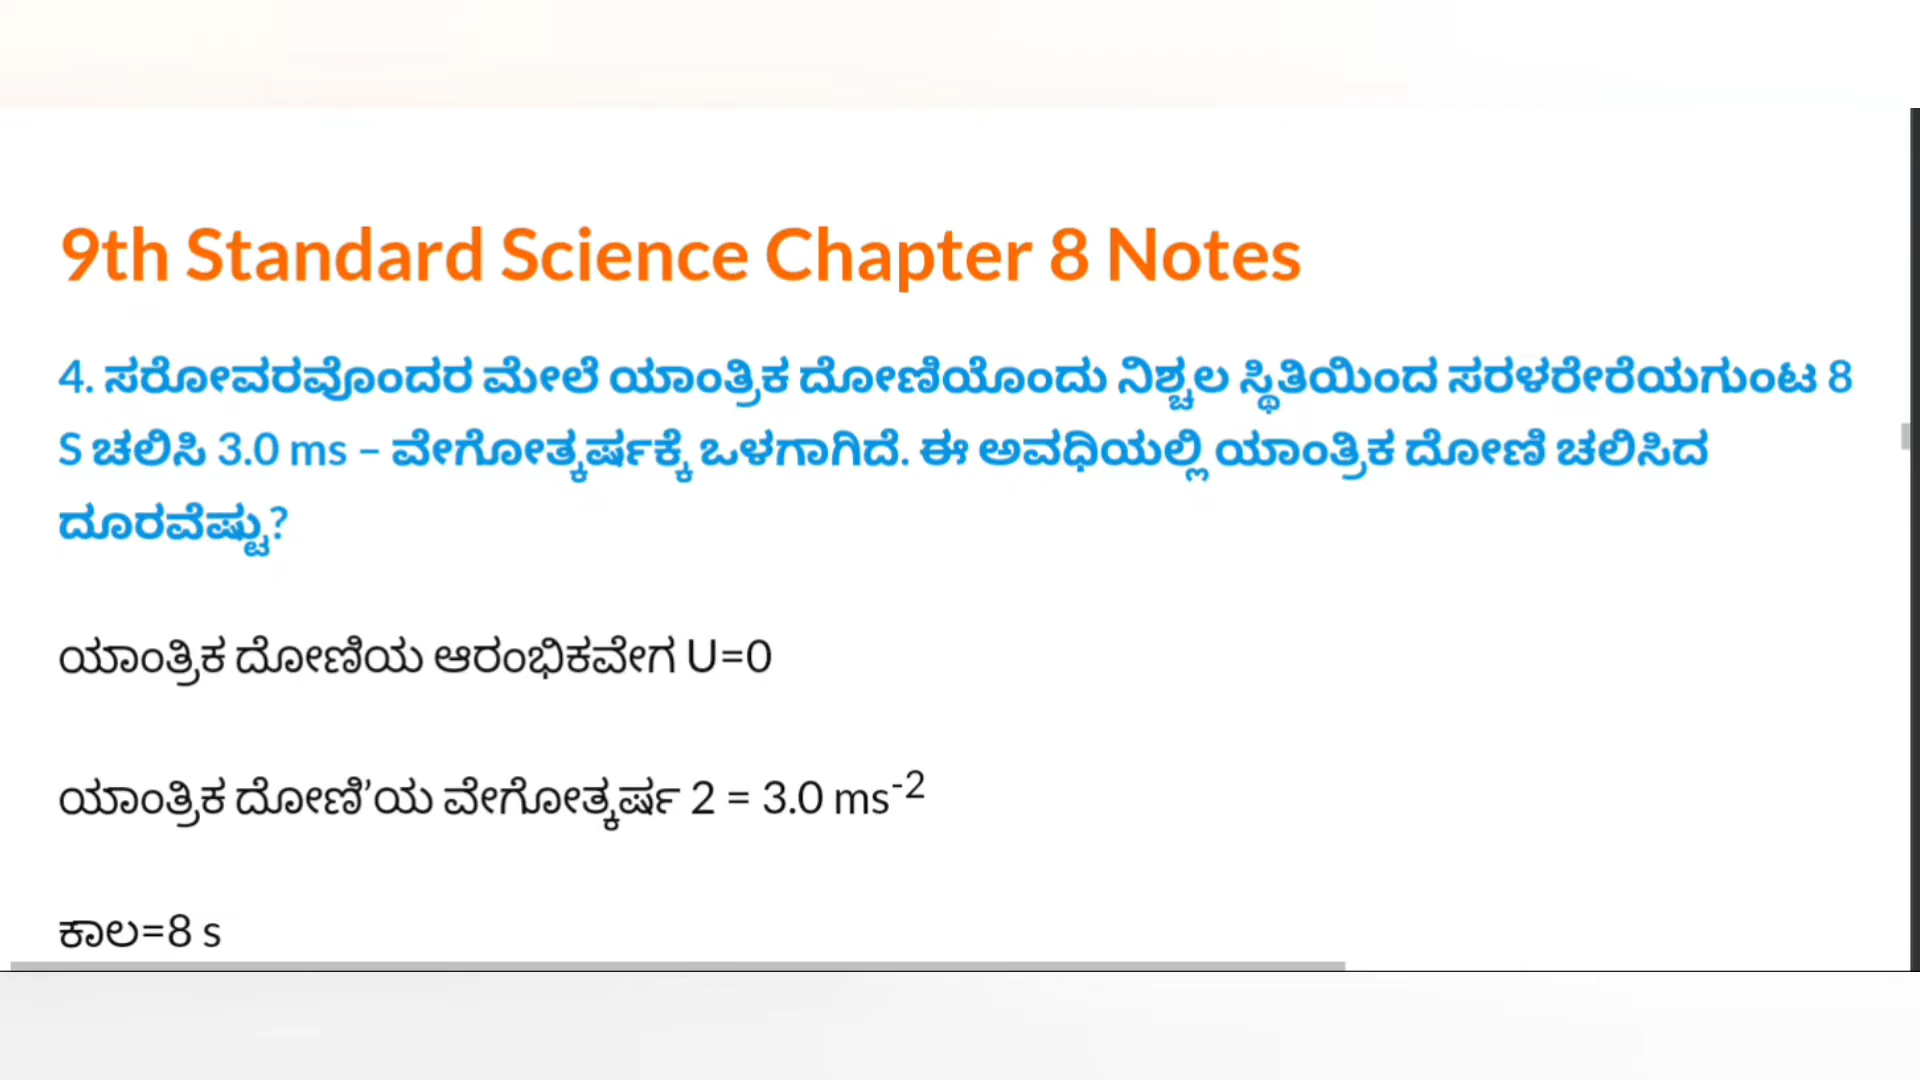 9th Standard Science Chapter 8 Notes
4. ಸರೋವರವೊಂದರ ಮೇಲೆ ಯಾಂತ್ರಿಕ ದೋಣಿಯೊಂದು ನಿಶ್ಚಲ ಸ್ಥಿತಿಯಿಂದ ಸರಳರೇರೆಯಗುಂಟ 8
S ಚಲಿಸಿ 3.0 ms – ವೇಗೋತ್ಕರ್ಷಕ್ಕೆ ಒಳಗಾಗಿದೆ. ಈ ಅವಧಿಯಲ್ಲಿ ಯಾಂತ್ರಿಕ ದೋಣಿ ಚಲಿಸಿದ
ದೂರವೆಷ್ಟು?
ಯಾಂತ್ರಿಕ ದೋಣಿಯ ಆರಂಭಿಕವೇಗ U=0
ಯಾಂತ್ರಿಕ ದೋಣಿ’ಯ ವೇಗೋತ್ಕರ್ಷ 2 = 3.0 ms⁻²
ಕಾಲ=8 s